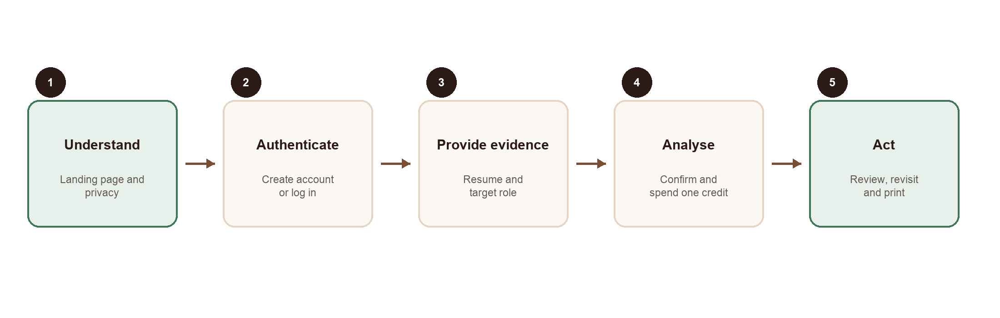 1
Understand
Landing page and
privacy
2
Authenticate
Create account
or log in
3
Provide evidence
Resume and
target role
4
Analyse
Confirm and
spend one credit
5
Act
Review, revisit
and print